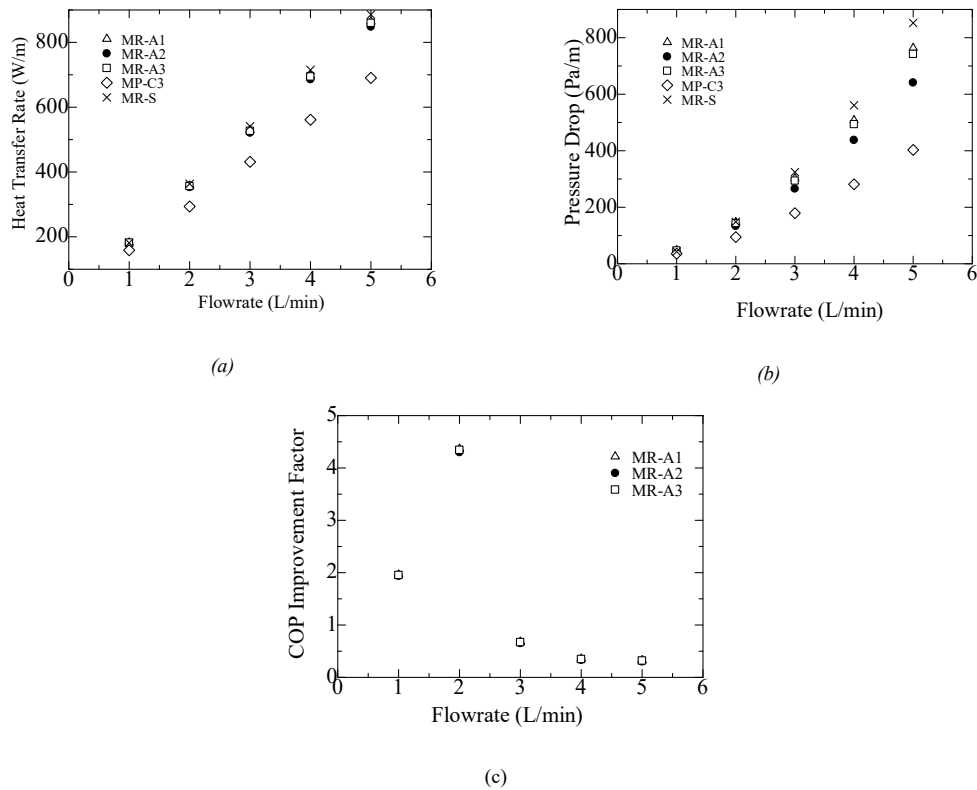 Heat Transfer Rate (W/m)
800
600
400
200
0
1
2
3
4
5
6
MR-A1
MR-A2
MR-A3
MP-C3
MR-S
Flowrate (L/min)
(a)
Pressure Drop (Pa/m)
800
600
400
200
0
0
1
2
3
4
5
6
MR-A1
MR-A2
MR-A3
MP-C3
MR-S
Flowrate (L/min)
(b)
COP Improvement Factor
5
4
3
2
1
0
0
1
2
3
4
5
6
MR-A1
MR-A2
MR-A3
Flowrate (L/min)
(c)